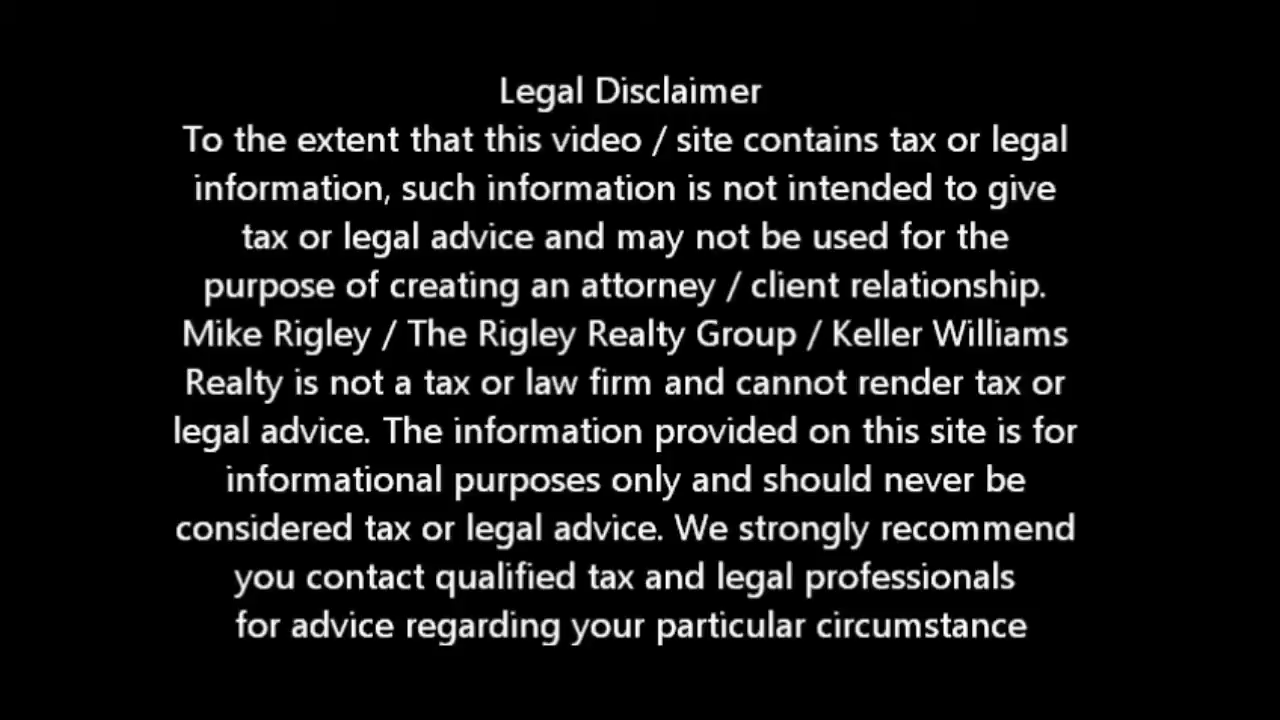 Legal Disclaimer
To the extent that this video / site contains tax or legal
information, such information is not intended to give
tax or legal advice and may not be used for the
purpose of creating an attorney / client relationship.
Mike Rigley / The Rigley Realty Group / Keller Williams
Realty is not a tax or law firm and cannot render tax or
legal advice. The information provided on this site is for
informational purposes only and should never be
considered tax or legal advice. We strongly recommend
you contact qualified tax and legal professionals
for advice regarding your particular circumstance